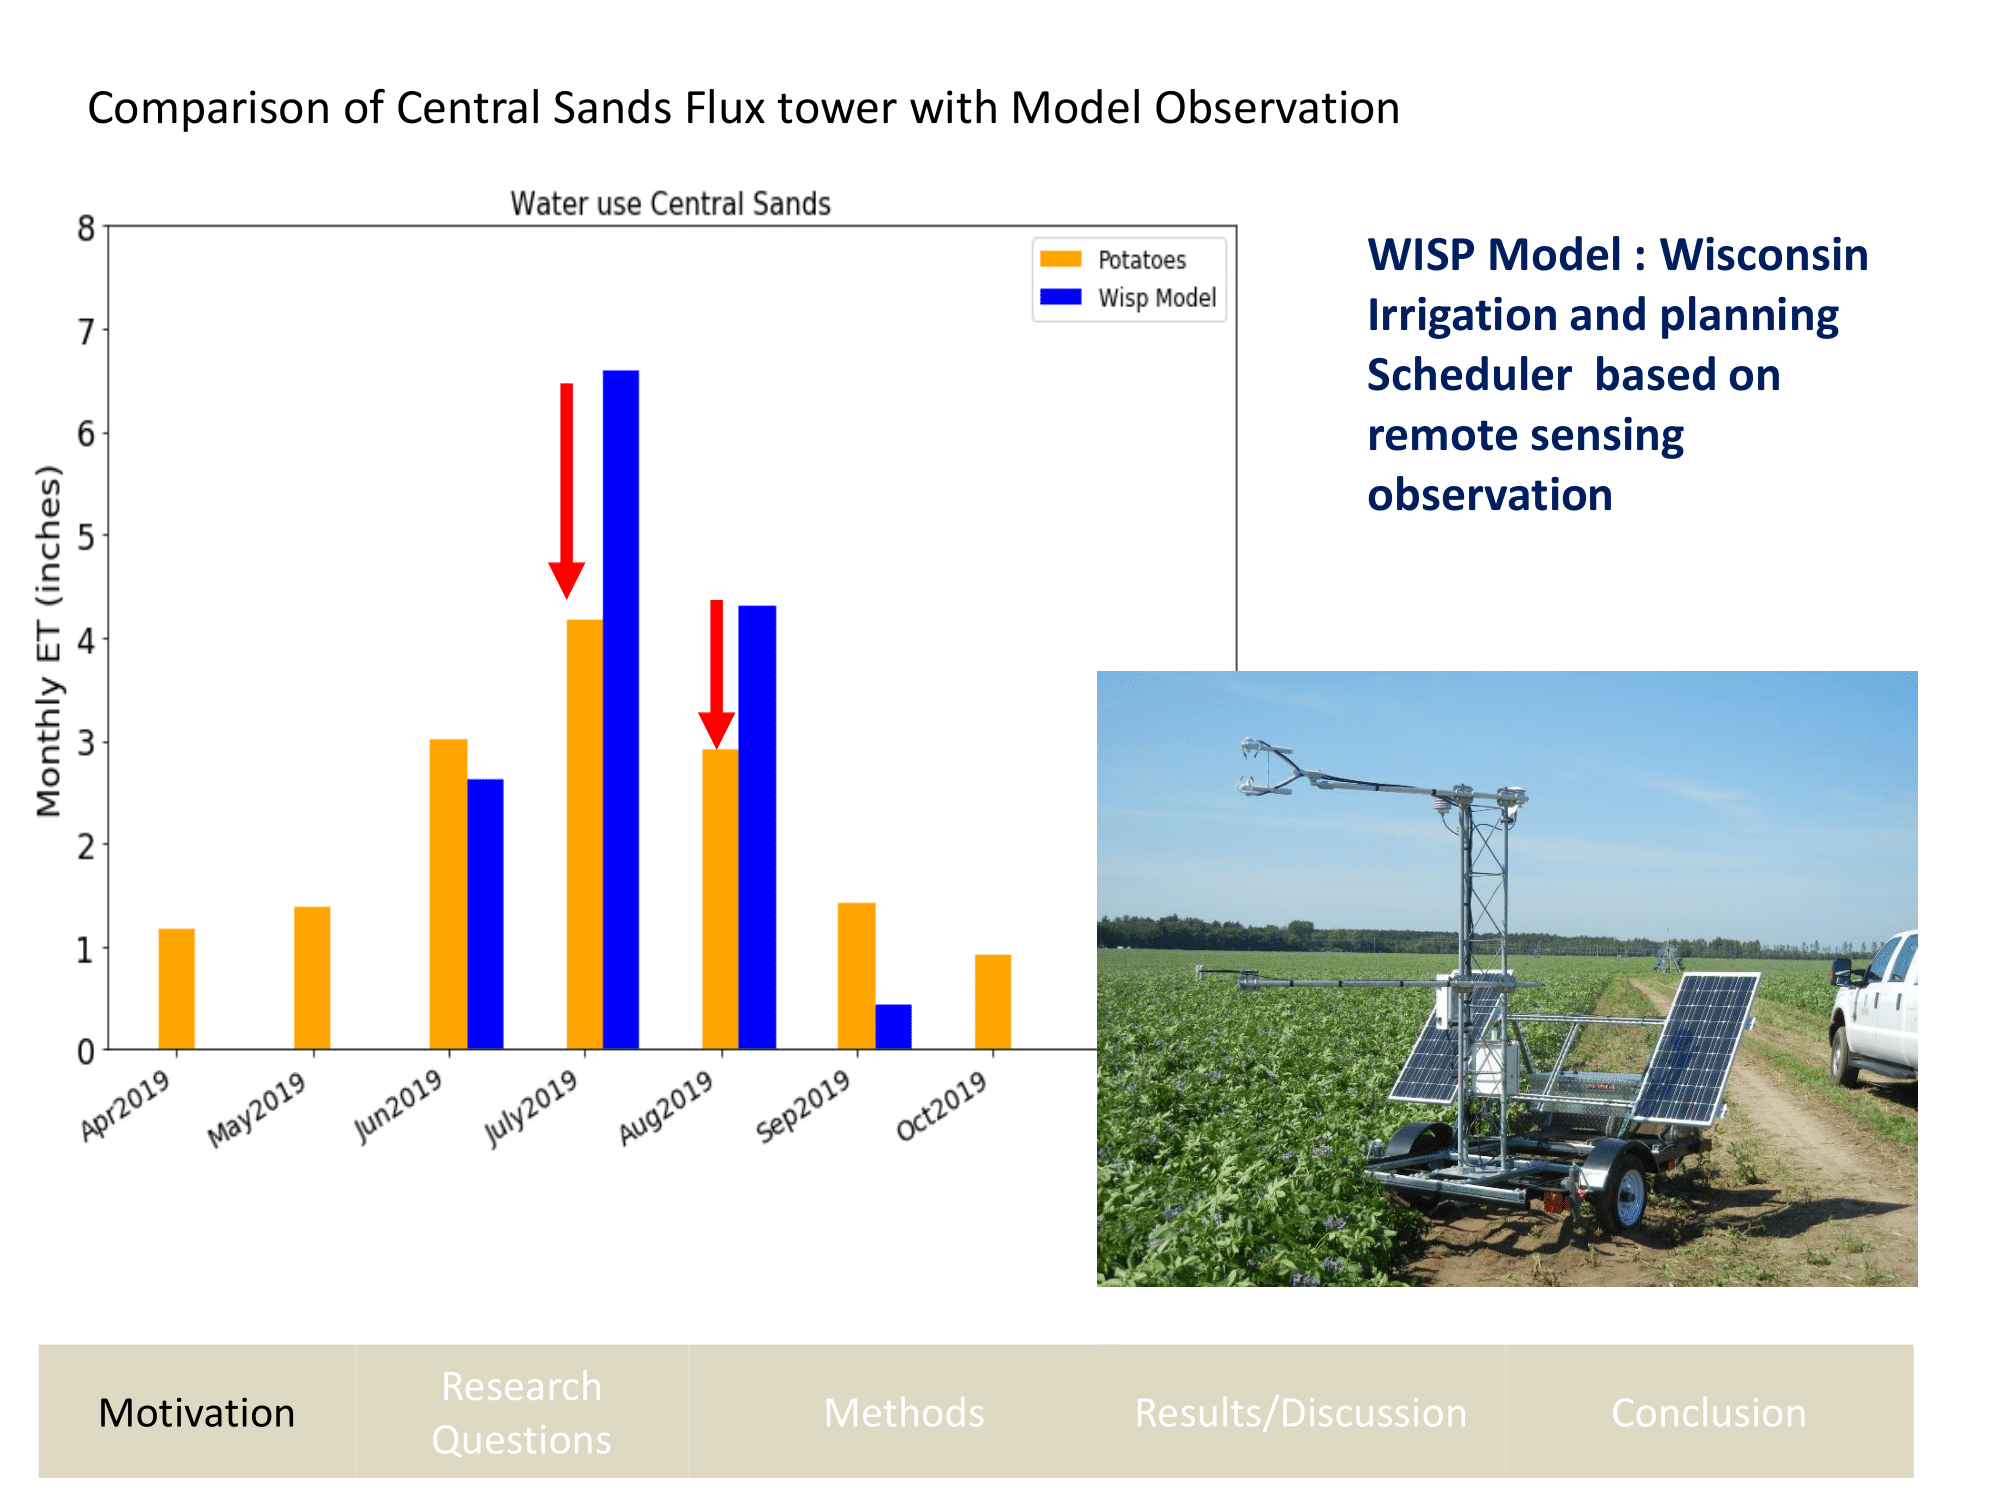 Comparison of Central Sands Flux tower with Model Observation
Water use Central Sands
8
7
6
5
4
3
2
1
0
Monthly ET (inches)
Potatoes
Wisp Model
Apr2019
May2019
Jun2019
July2019
Aug2019
Sep2019
Oct2019
WISP Model : Wisconsin
Irrigation and planning
Scheduler  based on
remote sensing
observation
Motivation
Research
Questions
Methods
Results/Discussion
Conclusion